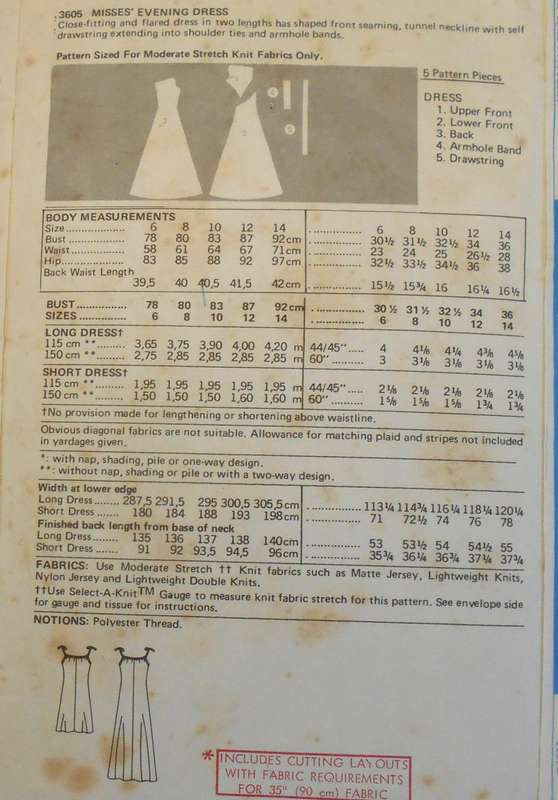 .3605 MISSES' EVENING DRESS
Close-fitting and flared dress in two lengths has shaped front seaming, tunnel neckline with self
drawstring extending into shoulder ties and armhole bands.
Pattern Sized For Moderate Stretch Knit Fabrics Only.
5 Pattern Pieces
DRESS
1. Upper Front
2. Lower Front
3. Back
4. Armhole Band
5. Drawstring
BODY MEASUREMENTS
Size 6 8 10 12 14 6 8 10 12 14
Bust 78 80 83 87 92cm 30½ 31½ 32½ 34 36
Waist 58 61 64 67 71cm 23 24 25 26½ 28
Hip 83 85 88 92 97cm 32½ 33½ 34½ 36 38
Back Waist Length
39,5 40 40,5 41,5 42cm 15½ 15¾ 16 16¼ 16½
BUST 78 80 83 87 92cm 30½ 31½ 32½ 34 36
SIZES 6 8 10 12 14 6 8 10 12 14
LONG DRESS†
115 cm ** 3,65 3,75 3,90 4,00 4,20 m 44/45" 4 4⅛ 4¼ 4⅜
150 cm ** 2,75 2,85 2,85 2,85 2,85 m 60" 3 3⅛ 3⅛ 3⅛ 3⅛
SHORT DRESS†
115 cm ** 1,95 1,95 1,95 1,95 1,95 m 44/45" 2⅛ 2⅛ 2⅛ 2⅛ 2⅛
150 cm ** 1,50 1,50 1,50 1,60 1,60 m 60" 1⅝ 1⅝ 1⅝ 1¾ 1¾
†No provision made for lengthening or shortening above waistline.
Obvious diagonal fabrics are not suitable. Allowance for matching plaid and stripes not included
in yardages given.
*: with nap, shading, pile or one-way design.
**: without nap, shading or pile or with a two-way design.
Width at lower edge
Long Dress 287,5 291,5 295 300,5 305,5cm 113¼ 114¾ 116¼ 118¼ 120¼
Short Dress 180 184 188 193 198cm 71 72½ 74 76 78
Finished back length from base of neck
Long Dress 135 136 137 138 140cm 53 53½ 54 54½ 55
Short Dress 91 92 93,5 94,5 96cm 35¾ 36¼ 36¾ 37¼ 37¾
FABRICS: Use Moderate Stretch †† Knit fabrics such as Matte Jersey, Lightweight Knits,
Nylon Jersey and Lightweight Double Knits.
††Use Select-A-Knit™ Gauge to measure knit fabric stretch for this pattern. See envelope side
for gauge and tissue for instructions.
NOTIONS: Polyester Thread.
*INCLUDES CUTTING LAYOUTS
WITH FABRIC REQUIREMENTS
FOR 35" (90 cm) FABRIC